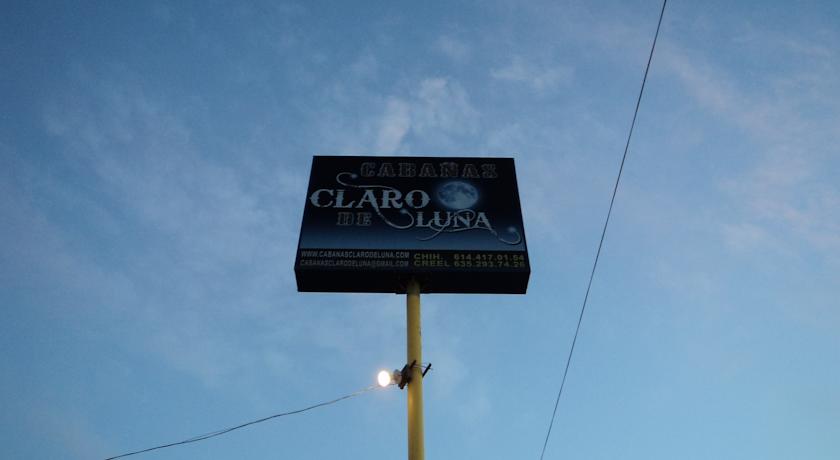 CABAÑAS
CLARO
DE LUNA
WWW.CABANASCLARODELUNA.COM CHIH. 614.417.01.54
CABANASCLARODELUNA@GMAIL.COM CREEL 635.293.74.26